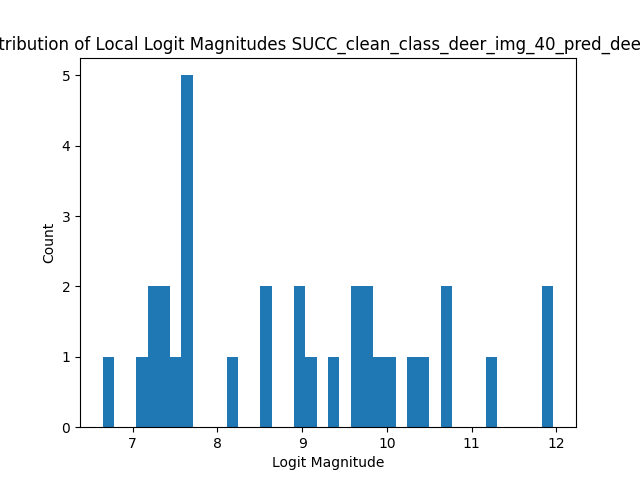 tribution of Local Logit Magnitudes SUCC_clean_class_deer_img_40_pred_dee
5
4
3
2
1
0
Count
7 8 9 10 11 12
Logit Magnitude